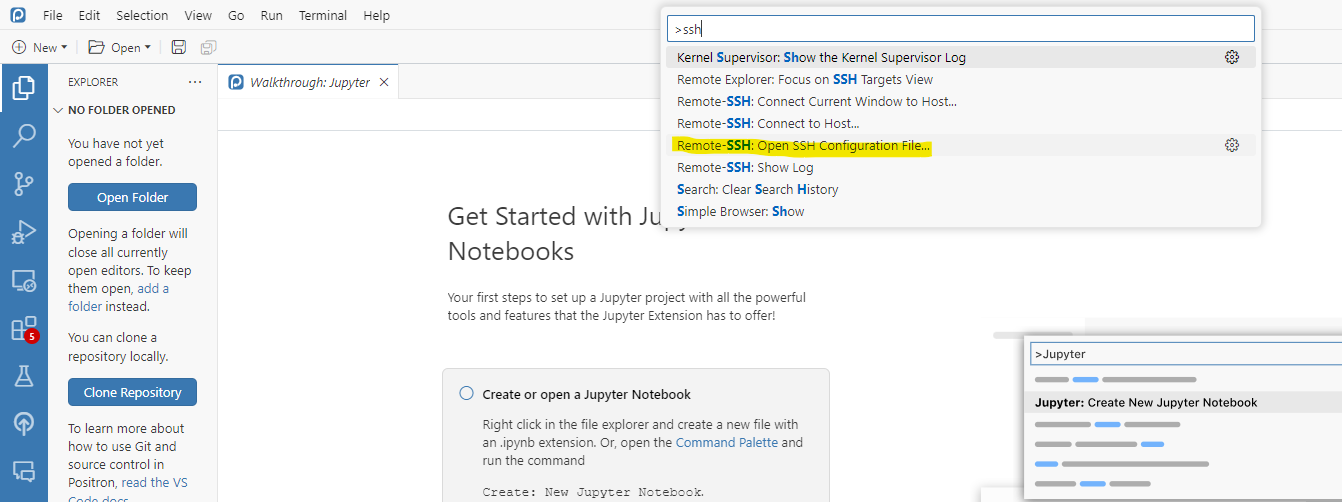 File Edit Selection View Go Run Terminal Help
New Open
>ssh
Kernel Supervisor: Show the Kernel Supervisor Log
Remote Explorer: Focus on SSH Targets View
Remote-SSH: Connect Current Window to Host...
Remote-SSH: Connect to Host...
Remote-SSH: Open SSH Configuration File...
Remote-SSH: Show Log
Search: Clear Search History
Simple Browser: Show
EXPLORER
NO FOLDER OPENED
You have not yet
opened a folder.
Open Folder
Opening a folder will
close all currently
open editors. To keep
them open, add a
folder instead.
You can clone a
repository locally.
Clone Repository
To learn more about
how to use Git and
source control in
Positron, read the VS
Code docs
5
Walkthrough: Jupyter
Get Started with Jupy
Notebooks
Your first steps to set up a Jupyter project with all the powerful
tools and features that the Jupyter Extension has to offer!
Create or open a Jupyter Notebook
Right click in the file explorer and create a new file with
an .ipynb extension. Or, open the Command Palette and
run the command
Create: New Jupyter Notebook.
>Jupyter
Jupyter: Create New Jupyter Notebook